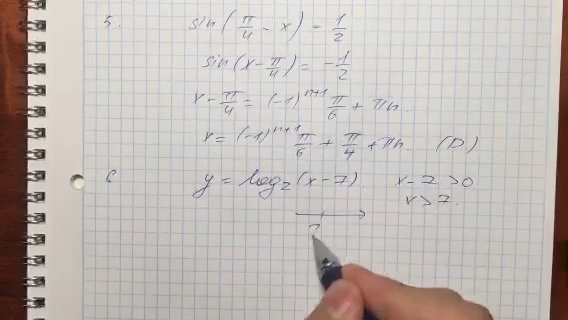 5. sin(π/4 - x) = 1/2
sin(x - π/4) = -1/2
x - π/4 = (-1)^{n+1} π/6 + πn.
x = (-1)^{n+1} π/6 + π/4 + πn. (D)
6 y = log₂(x-7) x-7 >0
x>7.